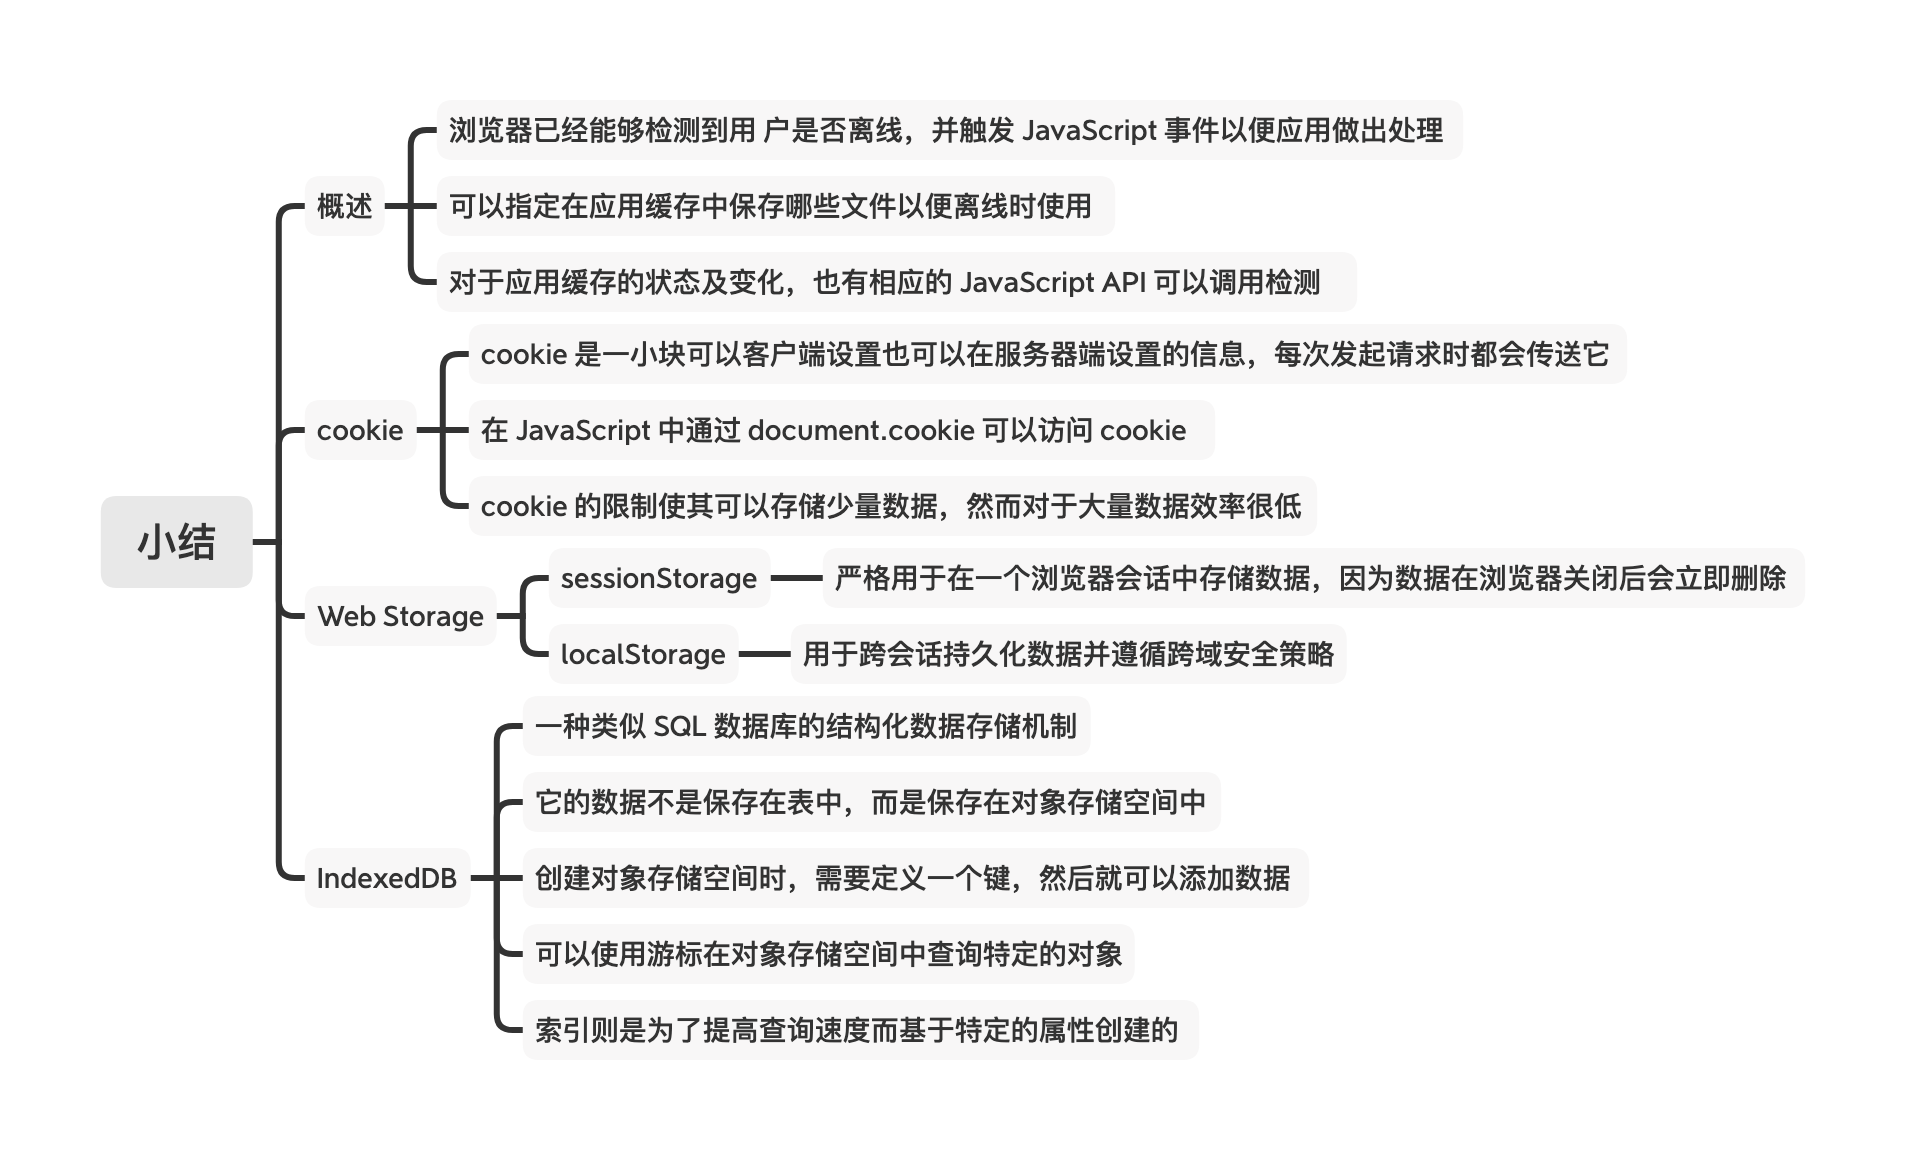 小结
概述
浏览器已经能够检测到用 户是否离线，并触发 JavaScript 事件以便应用做出处理
可以指定在应用缓存中保存哪些文件以便离线时使用
对于应用缓存的状态及变化，也有相应的 JavaScript API 可以调用检测
cookie
cookie 是一小块可以客户端设置也可以在服务器端设置的信息，每次发起请求时都会传送它
在 JavaScript 中通过 document.cookie 可以访问 cookie
cookie 的限制使其可以存储少量数据，然而对于大量数据效率很低
Web Storage
sessionStorage
严格用于在一个浏览器会话中存储数据，因为数据在浏览器关闭后会立即删除
localStorage
用于跨会话持久化数据并遵循跨域安全策略
IndexedDB
一种类似 SQL 数据库的结构化数据存储机制
它的数据不是保存在表中，而是保存在对象存储空间中
创建对象存储空间时，需要定义一个键，然后就可以添加数据
可以使用游标在对象存储空间中查询特定的对象
索引则是为了提高查询速度而基于特定的属性创建的